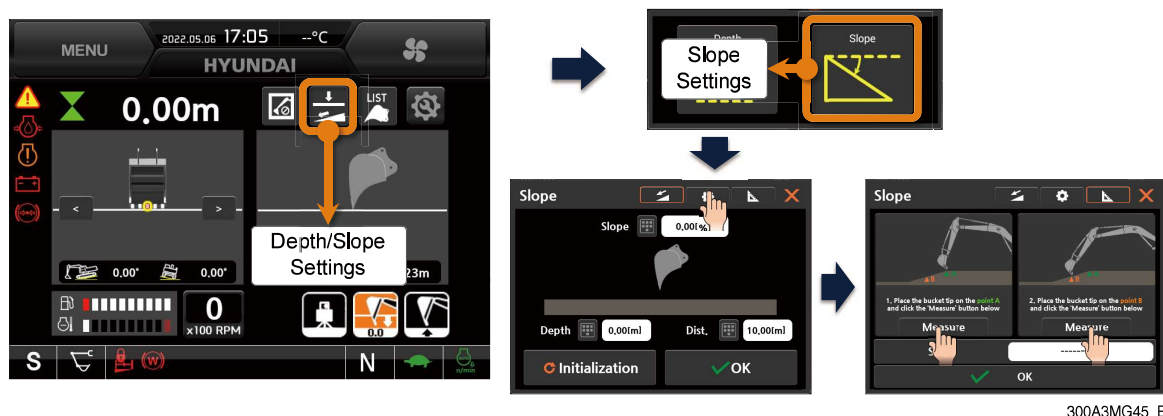 MENU
2022.05.06 17:05 --°C
HYUNDAI
0.00m
LIST
<
>
Depth/Slope
Settings
0.00°
0.00°
23m
0
x100 RPM
0.0
S
C
(W)
N
n/min
Depth
Slope
Slope
Settings
Slope
Slope
0.00[%]
Depth
0.00[m]
Dist.
10.00[m]
Initialization
OK
Slope
B
B
1. Place the bucket tip on the point A
and click the 'Measure' button below
2. Place the bucket tip on the point B
and click the 'Measure' button below
Measure
Measure
S
-------
OK
300A3MG45_E